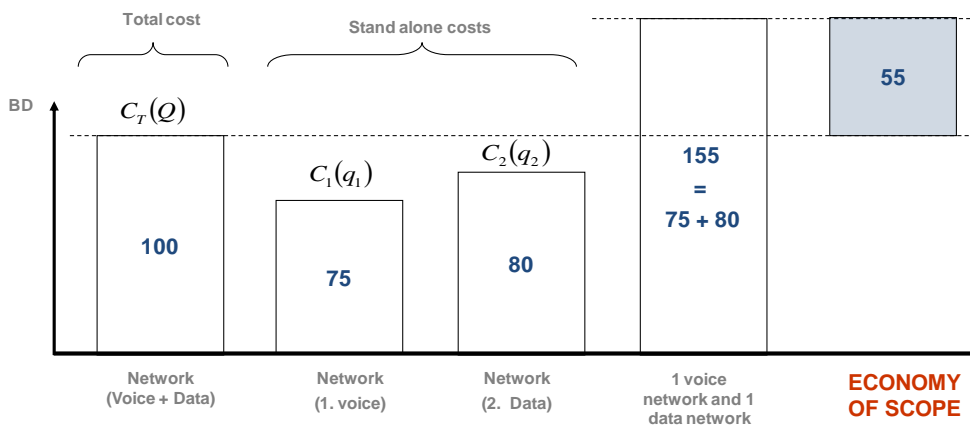 Total cost
Stand alone costs
55
BD
C_T(Q)
C_1(q_1)
C_2(q_2)
155
=
75 + 80
100
75
80
Network
(Voice + Data)
Network
(1. voice)
Network
(2. Data)
1 voice
network and 1
data network
ECONOMY
OF SCOPE